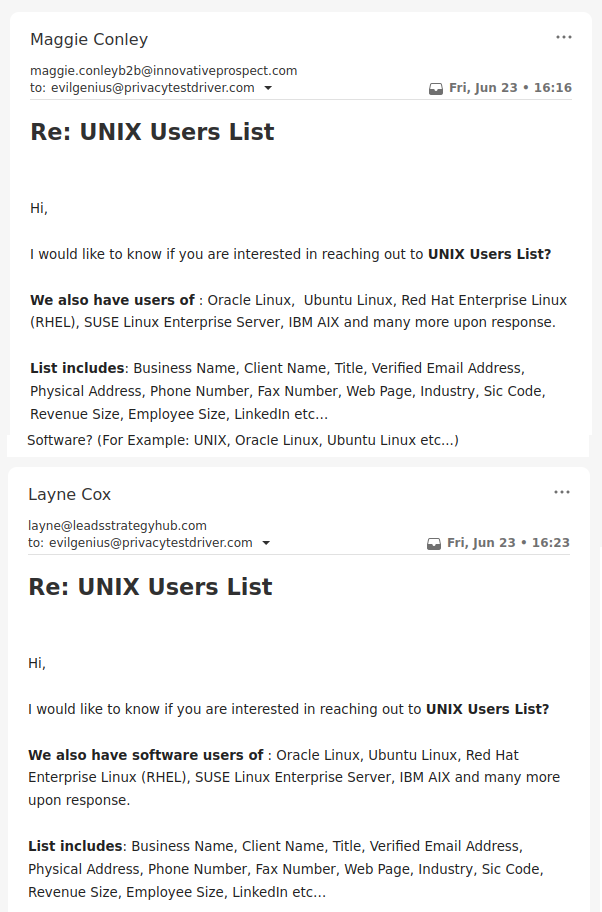 Maggie Conley
...
maggie.conleyb2b@innovativeprospect.com
to: evilgenius@privacytestdriver.com Fri, Jun 23 • 16:16
Re: UNIX Users List
Hi,
I would like to know if you are interested in reaching out to UNIX Users List?
We also have users of : Oracle Linux,  Ubuntu Linux, Red Hat Enterprise Linux
(RHEL), SUSE Linux Enterprise Server, IBM AIX and many more upon response.
List includes: Business Name, Client Name, Title, Verified Email Address,
Physical Address, Phone Number, Fax Number, Web Page, Industry, Sic Code,
Revenue Size, Employee Size, LinkedIn etc...
Software? (For Example: UNIX, Oracle Linux, Ubuntu Linux etc...)
Layne Cox
...
layne@leadsstrategyhub.com
to: evilgenius@privacytestdriver.com Fri, Jun 23 • 16:23
Re: UNIX Users List
Hi,
I would like to know if you are interested in reaching out to UNIX Users List?
We also have software users of : Oracle Linux, Ubuntu Linux, Red Hat
Enterprise Linux (RHEL), SUSE Linux Enterprise Server, IBM AIX and many more
upon response.
List includes: Business Name, Client Name, Title, Verified Email Address,
Physical Address, Phone Number, Fax Number, Web Page, Industry, Sic Code,
Revenue Size, Employee Size, LinkedIn etc...